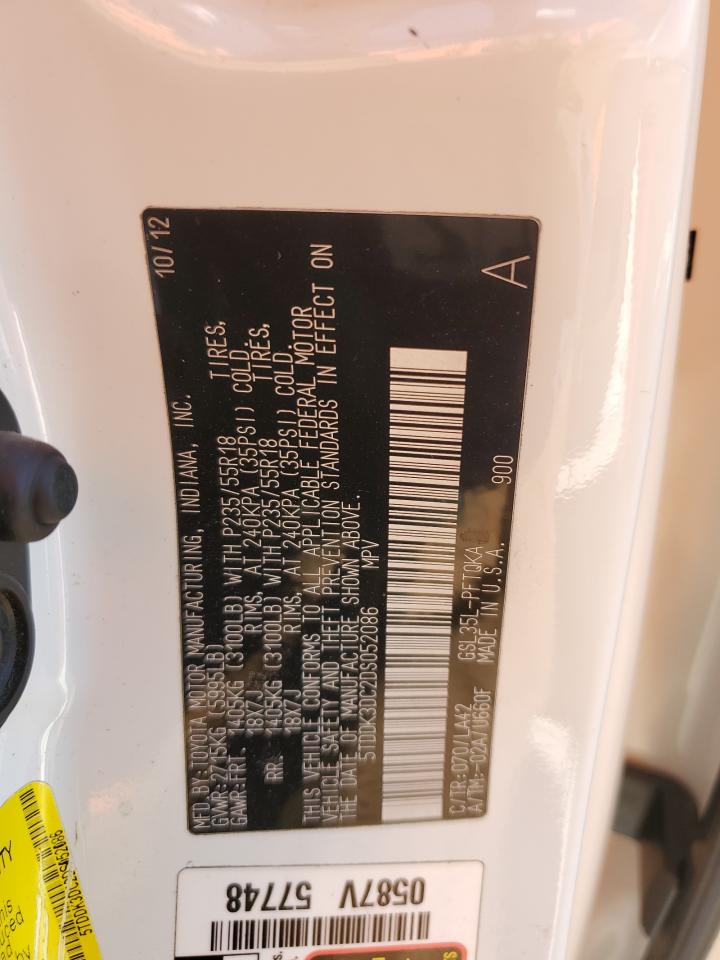 MFD. BY: TOYOTA MOTOR MANUFACTURING, INDIANA, INC. 10/12
GVWR: 2715KG (5995LB)
GAWR: FRT. 1405KG (3100LB) WITH P235/55R18 TIRES,
18X7J RIMS, AT 240KPA (35PSI) COLD.
RR. 1405KG (3100LB) WITH P235/55R18 TIRES,
18X7J RIMS, AT 240KPA (35PSI) COLD.
THIS VEHICLE CONFORMS TO ALL APPLICABLE FEDERAL MOTOR
VEHICLE SAFETY AND THEFT PREVENTION STANDARDS IN EFFECT ON
THE DATE OF MANUFACTURE SHOWN ABOVE.
5TDDK3DC2DS052086 MPV
C/TR: 070/LA42 GSL35L-PFTQKA
A/TM: -02A/U660F MADE IN U.S.A. 900
A
0587V
57748